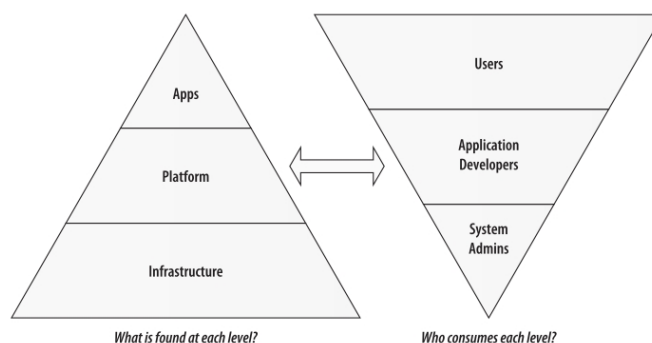 Apps
Platform
Infrastructure
What is found at each level?
Users
Application
Developers
System
Admins
Who consumes each level?